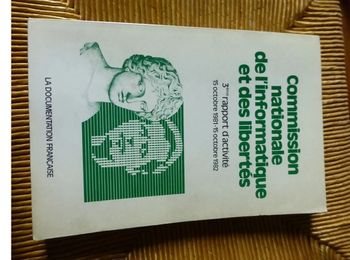 Commission
nationale
de l'informatique
et des libertés
3ème rapport d'activité
15 octobre 1981-15 octobre 1982
LA DOCUMENTATION FRANÇAISE